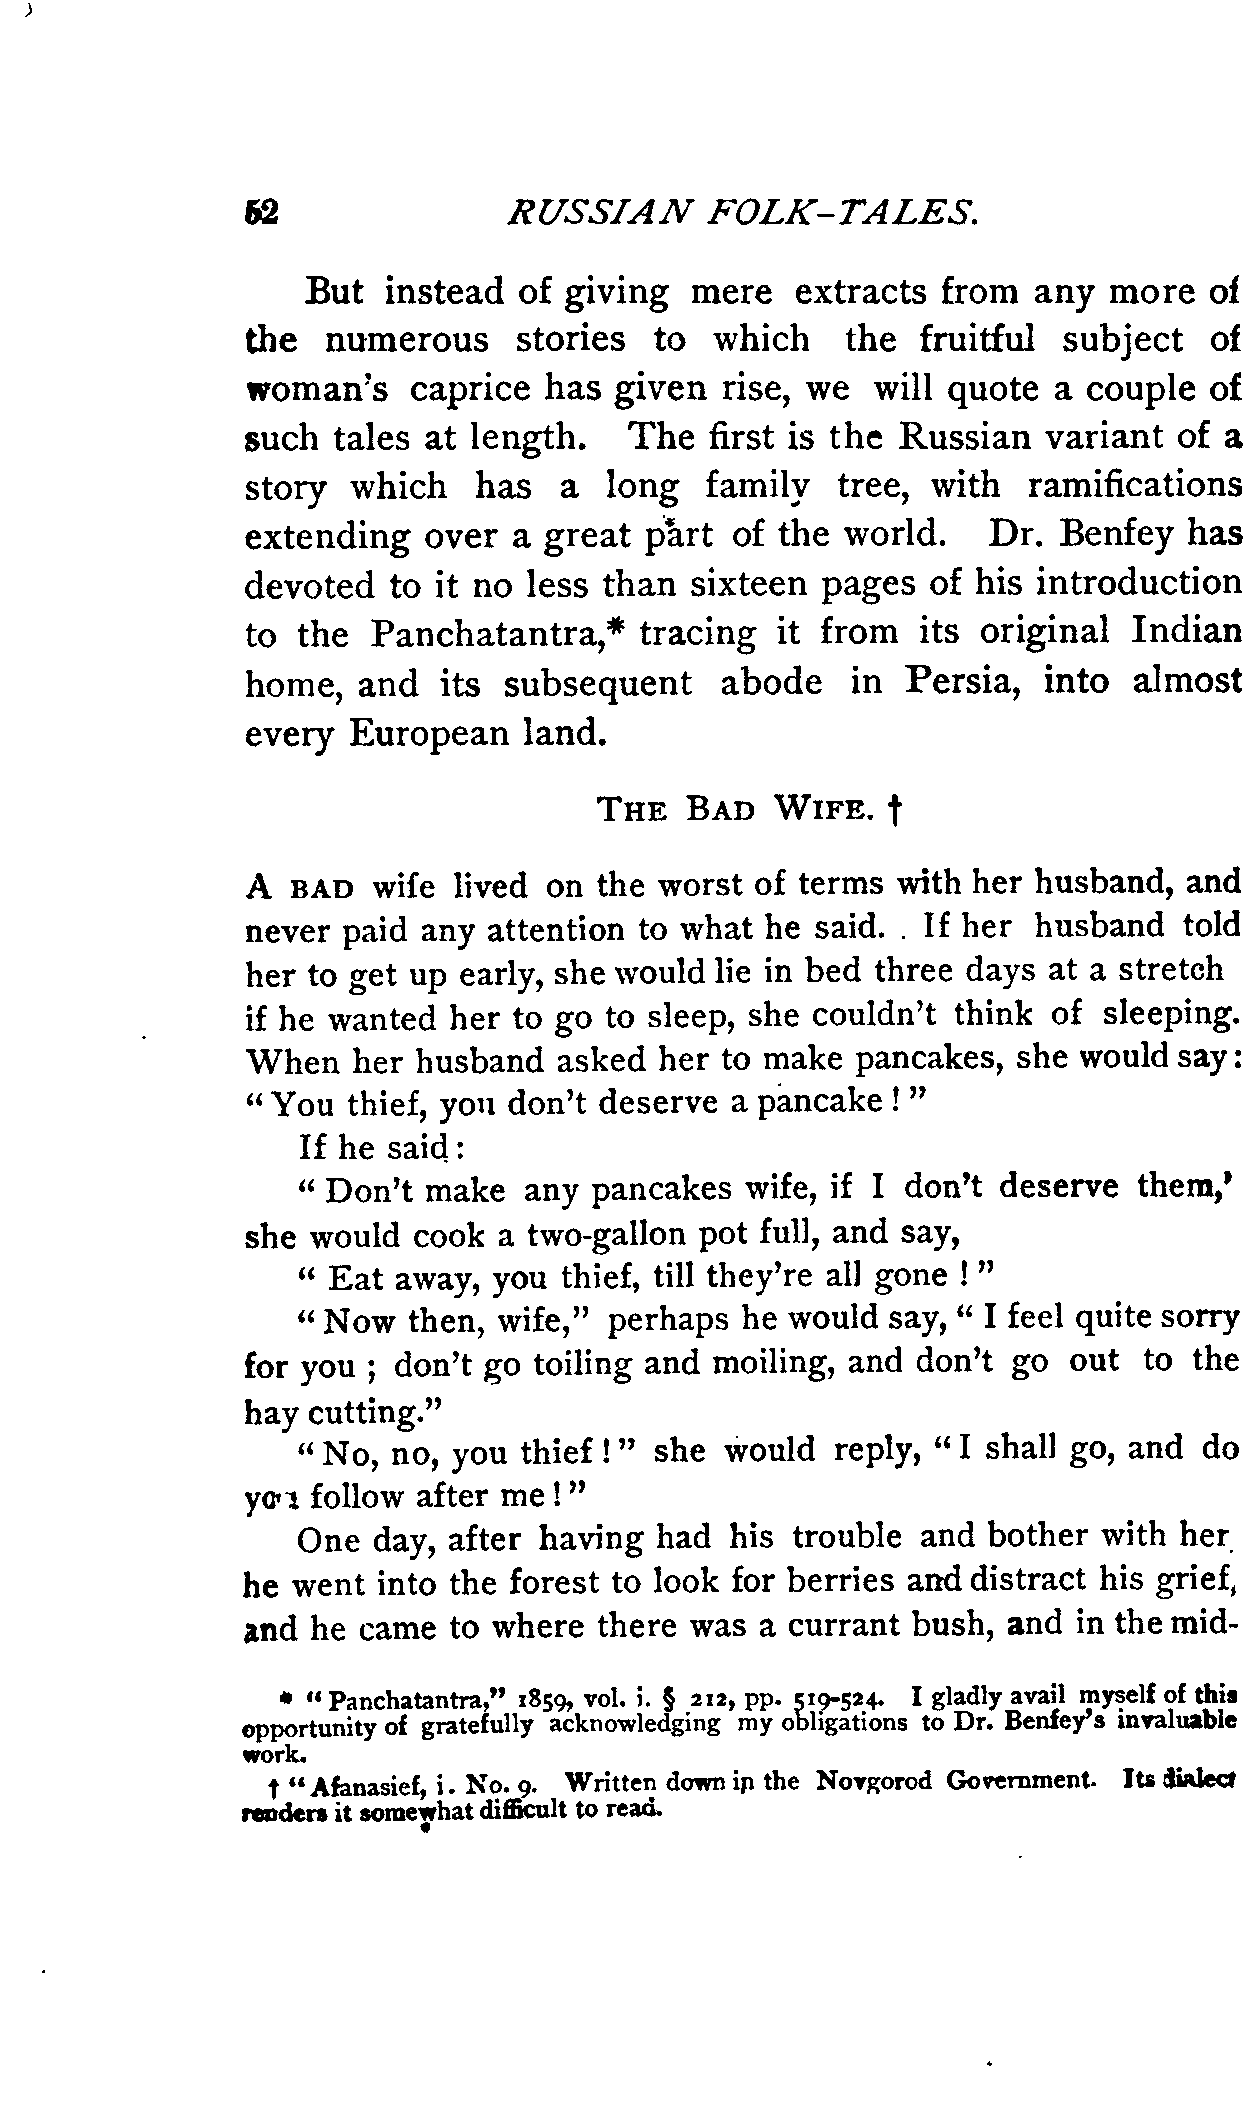 52 RUSSIAN FOLK-TALES.
But instead of giving mere extracts from any more of
the numerous stories to which the fruitful subject of
woman's caprice has given rise, we will quote a couple of
such tales at length. The first is the Russian variant of a
story which has a long family tree, with ramifications
extending over a great part of the world. Dr. Benfey has
devoted to it no less than sixteen pages of his introduction
to the Panchatantra,* tracing it from its original Indian
home, and its subsequent abode in Persia, into almost
every European land.
THE BAD WIFE. †
A BAD wife lived on the worst of terms with her husband, and
never paid any attention to what he said. . If her husband told
her to get up early, she would lie in bed three days at a stretch
if he wanted her to go to sleep, she couldn't think of sleeping.
When her husband asked her to make pancakes, she would say:
"You thief, you don't deserve a pancake!"
If he said:
"Don't make any pancakes wife, if I don't deserve them,'
she would cook a two-gallon pot full, and say,
"Eat away, you thief, till they're all gone!"
"Now then, wife," perhaps he would say, "I feel quite sorry
for you; don't go toiling and moiling, and don't go out to the
hay cutting."
"No, no, you thief!" she would reply, "I shall go, and do
you follow after me!"
One day, after having had his trouble and bother with her
he went into the forest to look for berries and distract his grief,
and he came to where there was a currant bush, and in the mid-
* "Panchatantra," 1859, vol. i. § 212, pp. 519-524. I gladly avail myself of this
opportunity of gratefully acknowledging my obligations to Dr. Benfey's invaluable
work.
† "Afanasief, i. No. 9. Written down in the Novgorod Government. Its dialect
renders it somewhat difficult to read.